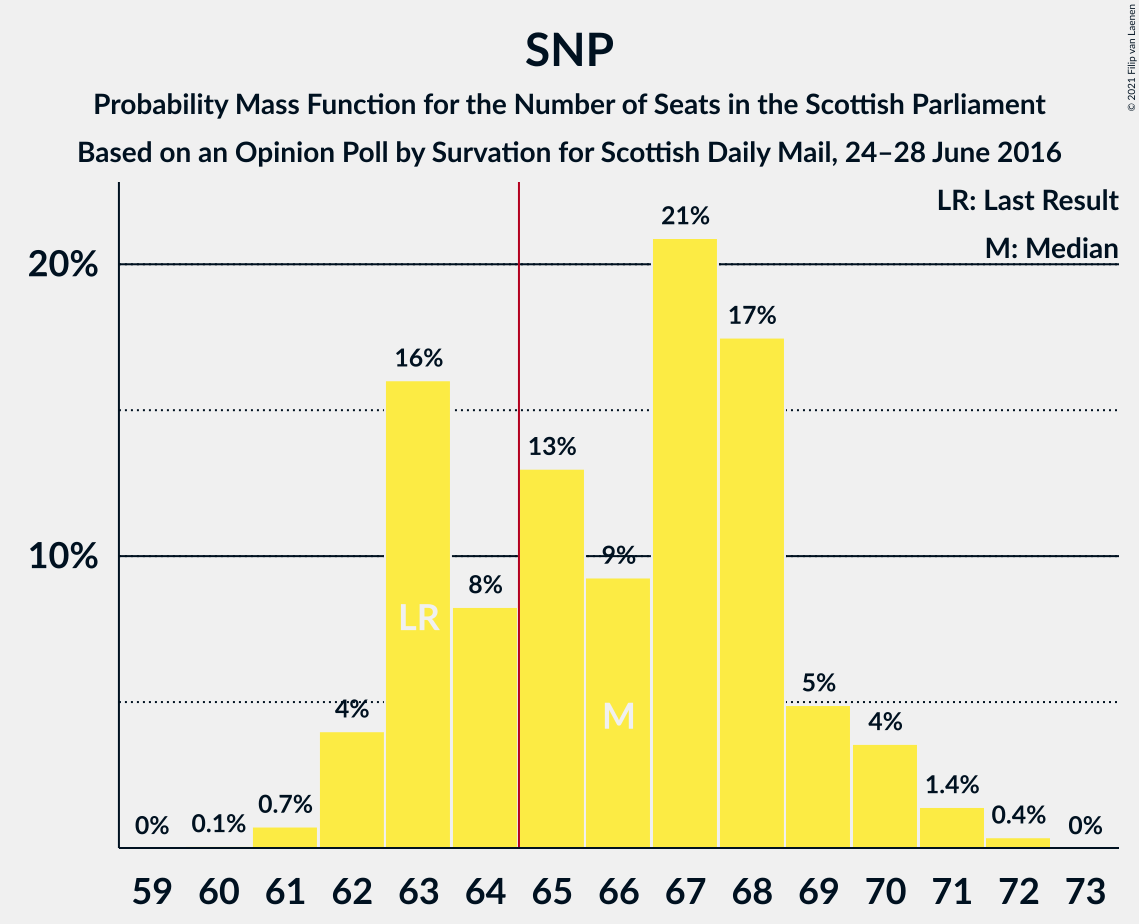 SNP
Probability Mass Function for the Number of Seats in the Scottish Parliament
Based on an Opinion Poll by Survation for Scottish Daily Mail, 24–28 June 2016
© 2021 Filip van Laenen
LR: Last Result
M: Median
20%
10%
0%
0.1%
0.7%
4%
16%
8%
13%
9%
21%
17%
5%
4%
1.4%
0.4%
0%
LR
M
59 60 61 62 63 64 65 66 67 68 69 70 71 72 73